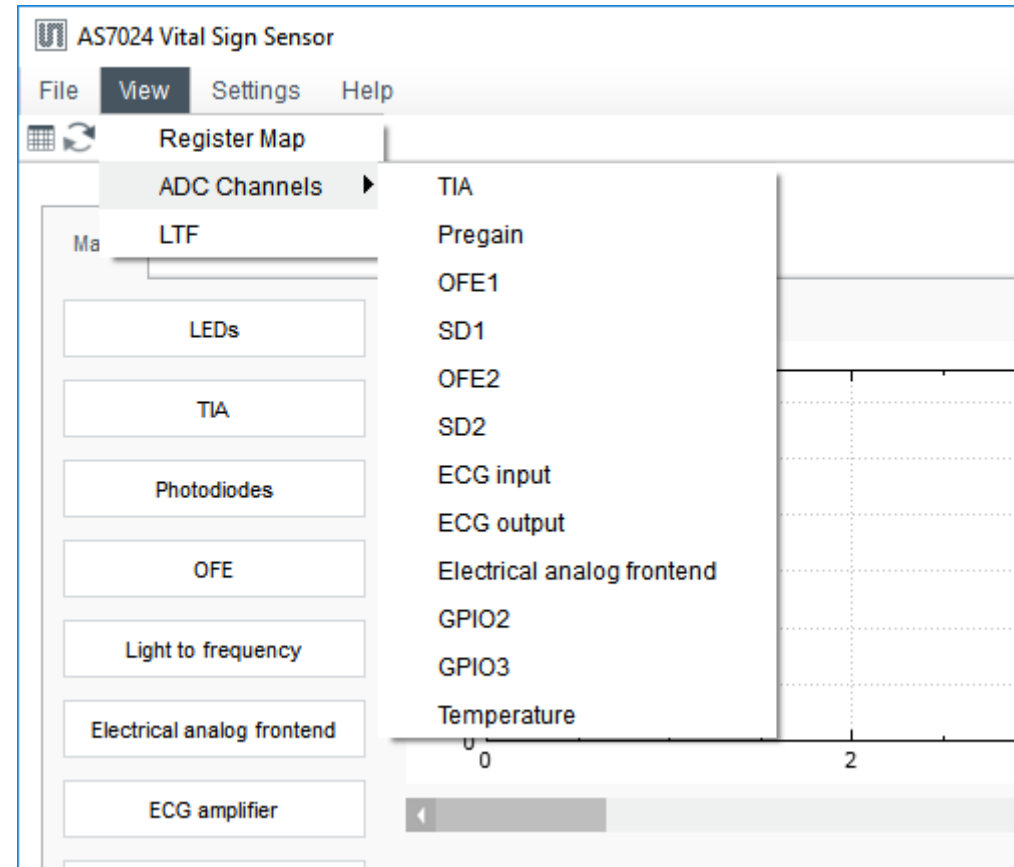 AS7024 Vital Sign Sensor
File View Settings Help
Register Map
ADC Channels
LTF
TIA
Pregain
OFE1
SD1
OFE2
SD2
ECG input
ECG output
Electrical analog frontend
GPIO2
GPIO3
Temperature
Ma
LEDs
TIA
Photodiodes
OFE
Light to frequency
Electrical analog frontend
ECG amplifier
0
0 2